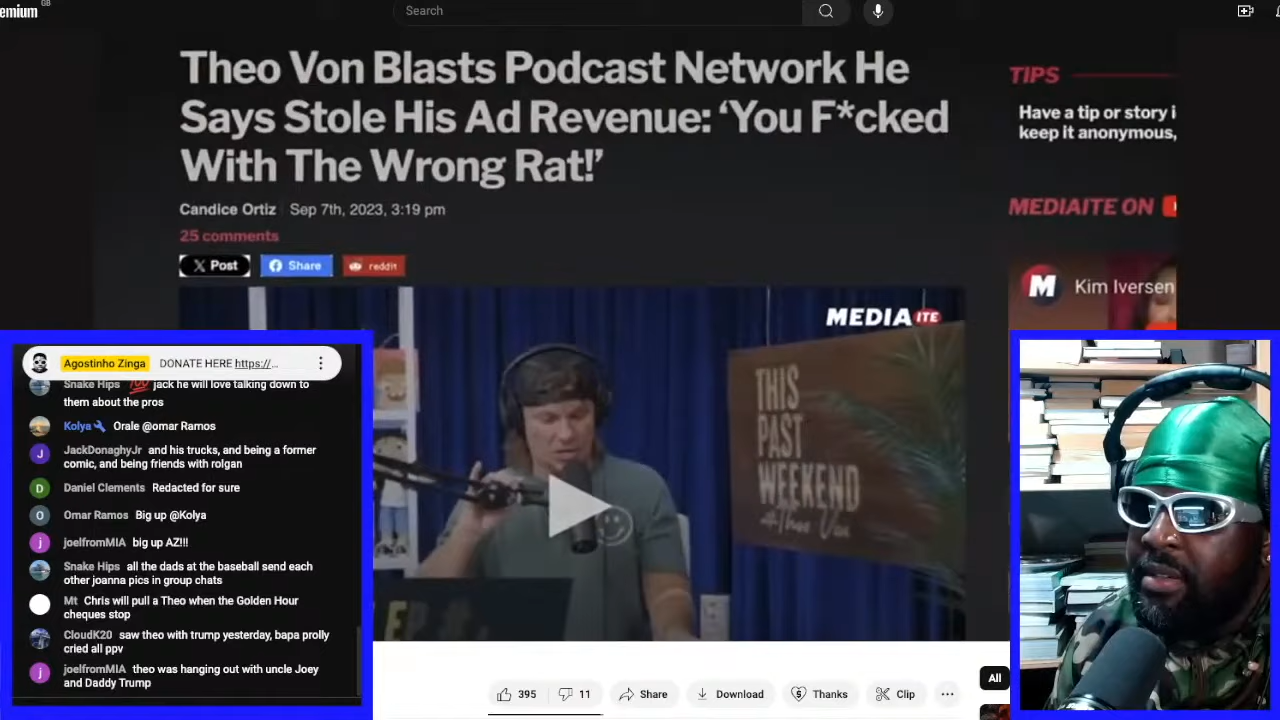 emium GB
Search
Theo Von Blasts Podcast Network He
Says Stole His Ad Revenue: ‘You F*cked
With The Wrong Rat!’
Candice Ortiz Sep 7th, 2023, 3:19 pm
25 comments
X Post
Share
reddit
TIPS
Have a tip or story i
keep it anonymous,
MEDIAITE ON
M Kim Iversen
MEDIAITE
THIS
PAST
WEEKEND
Agostinho Zinga DONATE HERE https://...
Snake Hips 💯 jack he will love talking down to
them about the pros
Kolya Orale @omar Ramos
JackDonaghyJr and his trucks, and being a former
comic, and being friends with rolgan
Daniel Clements Redacted for sure
Omar Ramos Big up @Kolya
joelfromMIA big up AZ!!!
Snake Hips all the dads at the baseball send each
other joanna pics in group chats
Mt Chris will pull a Theo when the Golden Hour
cheques stop
CloudK20 saw theo with trump yesterday, bapa prolly
cried all ppv
joelfromMIA theo was hanging out with uncle Joey
and Daddy Trump
395
11
Share
Download
Thanks
Clip
All